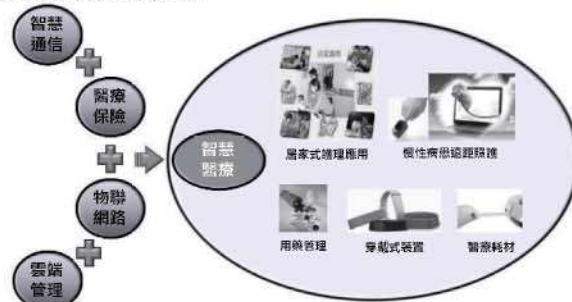 智慧
通信
醫療
保險
物聯
網路
雲端
管理
智慧
醫療
居家式護理應用
慢性病患遠距照護
用藥管理
穿戴式裝置
醫療耗材